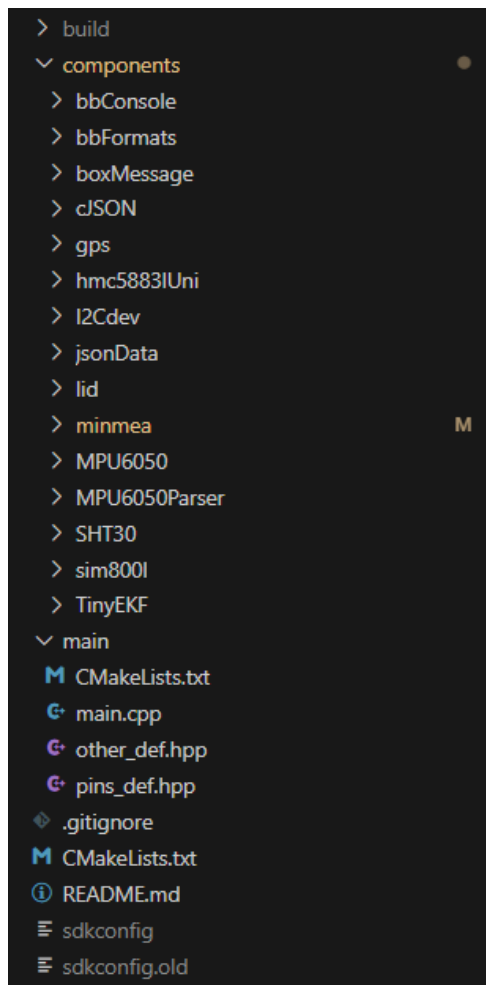 build
components
bbConsole
bbFormats
boxMessage
cJSON
gps
hmc5883lUni
I2Cdev
jsonData
lid
minmea M
MPU6050
MPU6050Parser
SHT30
sim800l
TinyEKF
main
CMakeLists.txt
main.cpp
other_def.hpp
pins_def.hpp
.gitignore
CMakeLists.txt
README.md
sdkconfig
sdkconfig.old